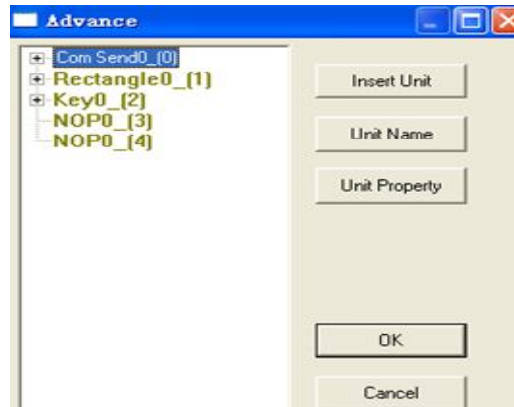 Advance
Com Send0_(0)
Rectangle0_(1)
Key0_(2)
NOP0_(3)
NOP0_(4)
Insert Unit
Unit Name
Unit Property
OK
Cancel